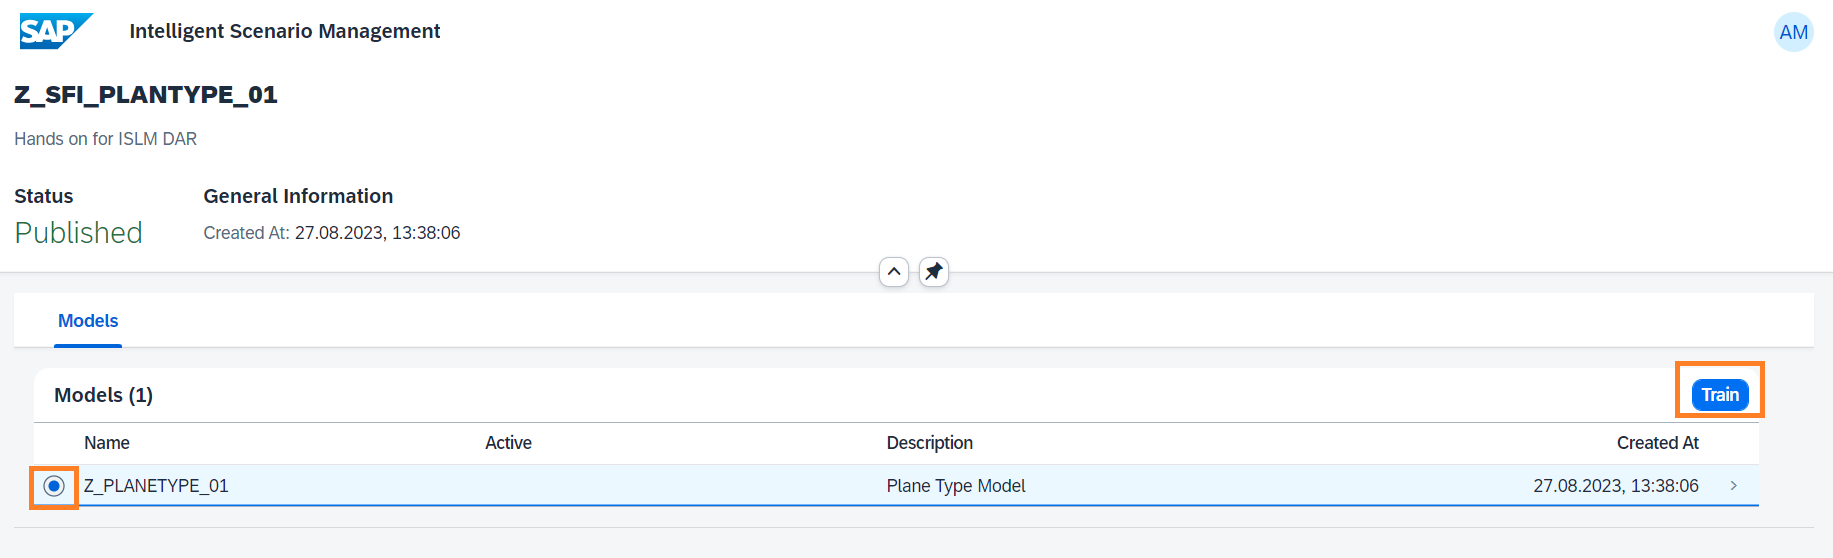 SAP Intelligent Scenario Management AM
Z_SFI_PLANTYPE_01
Hands on for ISLM DAR
Status General Information
Published Created At: 27.08.2023, 13:38:06
Models
Models (1) Train
Name Active Description Created At
Z_PLANETYPE_01 Plane Type Model 27.08.2023, 13:38:06